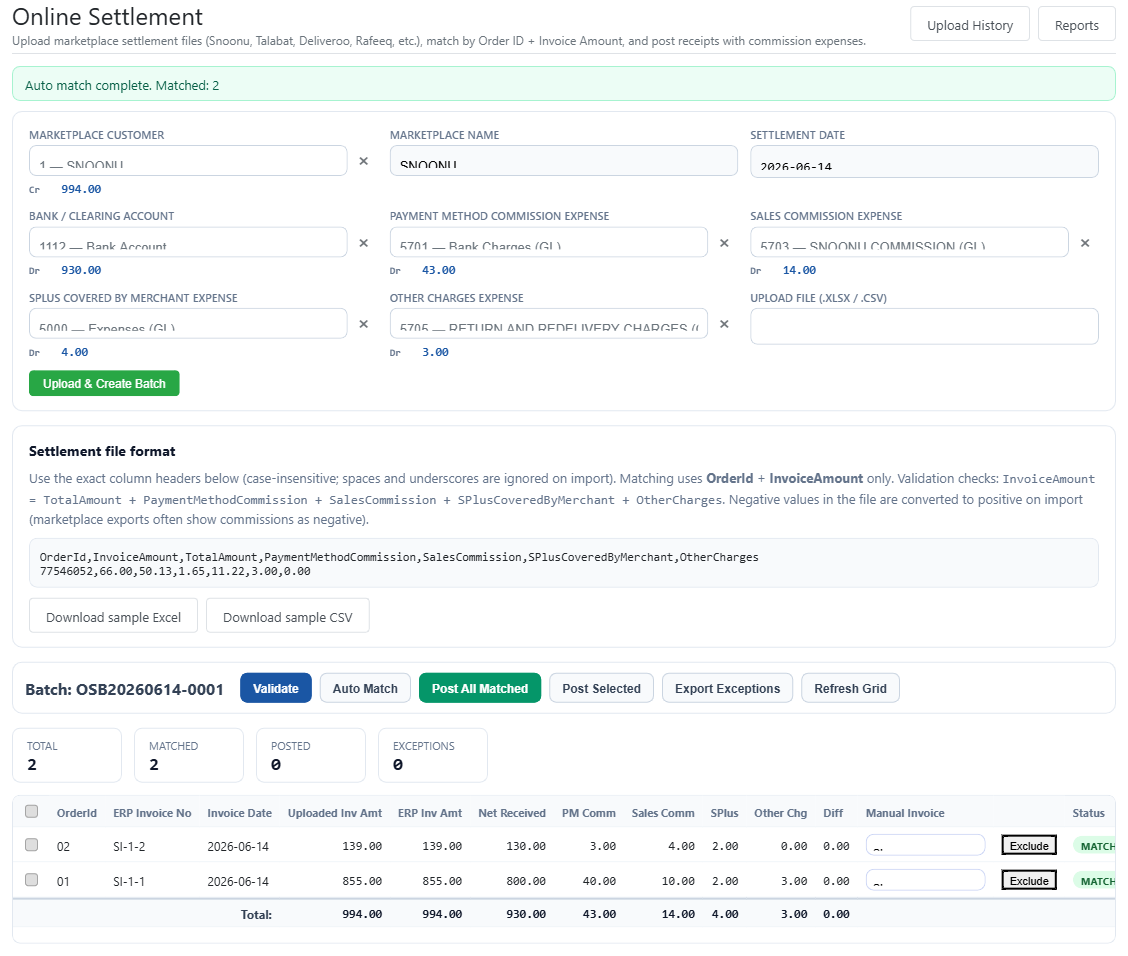 Online Settlement
Upload History
Reports
Upload marketplace settlement files (Snoonu, Talabat, Deliveroo, Rafeeq, etc.), match by Order ID + Invoice Amount, and post receipts with commission expenses.
Auto match complete. Matched: 2
MARKETPLACE CUSTOMER MARKETPLACE NAME SETTLEMENT DATE
1 — SNOONU × SNOONU 2026-06-14
Cr 994.00
BANK / CLEARING ACCOUNT PAYMENT METHOD COMMISSION EXPENSE SALES COMMISSION EXPENSE
1112 — Bank Account × 5701 — Bank Charges (GL) × 5703 — SNOONU COMMISSION (GL) ×
Dr 930.00 Dr 43.00 Dr 14.00
SPLUS COVERED BY MERCHANT EXPENSE OTHER CHARGES EXPENSE UPLOAD FILE (.XLSX / .CSV)
5000 — Expenses (GL) × 5705 — RETURN AND REDELIVERY CHARGES ( ×
Dr 4.00 Dr 3.00
Upload & Create Batch
Settlement file format
Use the exact column headers below (case-insensitive; spaces and underscores are ignored on import). Matching uses OrderId + InvoiceAmount only. Validation checks: InvoiceAmount
= TotalAmount + PaymentMethodCommission + SalesCommission + SPlusCoveredByMerchant + OtherCharges. Negative values in the file are converted to positive on import
(marketplace exports often show commissions as negative).
OrderId,InvoiceAmount,TotalAmount,PaymentMethodCommission,SalesCommission,SPlusCoveredByMerchant,OtherCharges
77546052,66.00,50.13,1.65,11.22,3.00,0.00
Download sample Excel Download sample CSV
Batch: OSB20260614-0001 Validate Auto Match Post All Matched Post Selected Export Exceptions Refresh Grid
TOTAL MATCHED POSTED EXCEPTIONS
2 2 0 0
OrderId ERP Invoice No Invoice Date Uploaded Inv Amt ERP Inv Amt Net Received PM Comm Sales Comm SPlus Other Chg Diff Manual Invoice Status
02 SI-1-2 2026-06-14 139.00 139.00 130.00 3.00 4.00 2.00 0.00 0.00 Exclude MATCH
01 SI-1-1 2026-06-14 855.00 855.00 800.00 40.00 10.00 2.00 3.00 0.00 Exclude MATCH
Total: 994.00 994.00 930.00 43.00 14.00 4.00 3.00 0.00